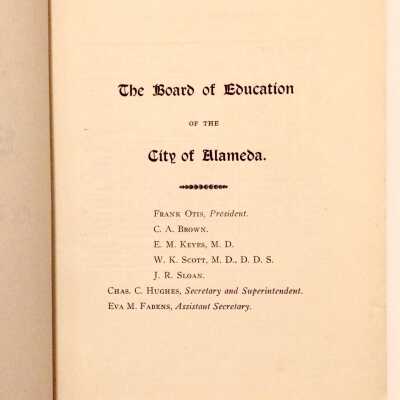 The Board of Education
OF THE
City of Alameda.
FRANK OTIS, President.
C. A. BROWN.
E. M. KEYES, M. D.
W. K. SCOTT, M. D., D. D. S.
J. R. SLOAN.
CHAS. C. HUGHES, Secretary and Superintendent.
EVA M. FABENS, Assistant Secretary.